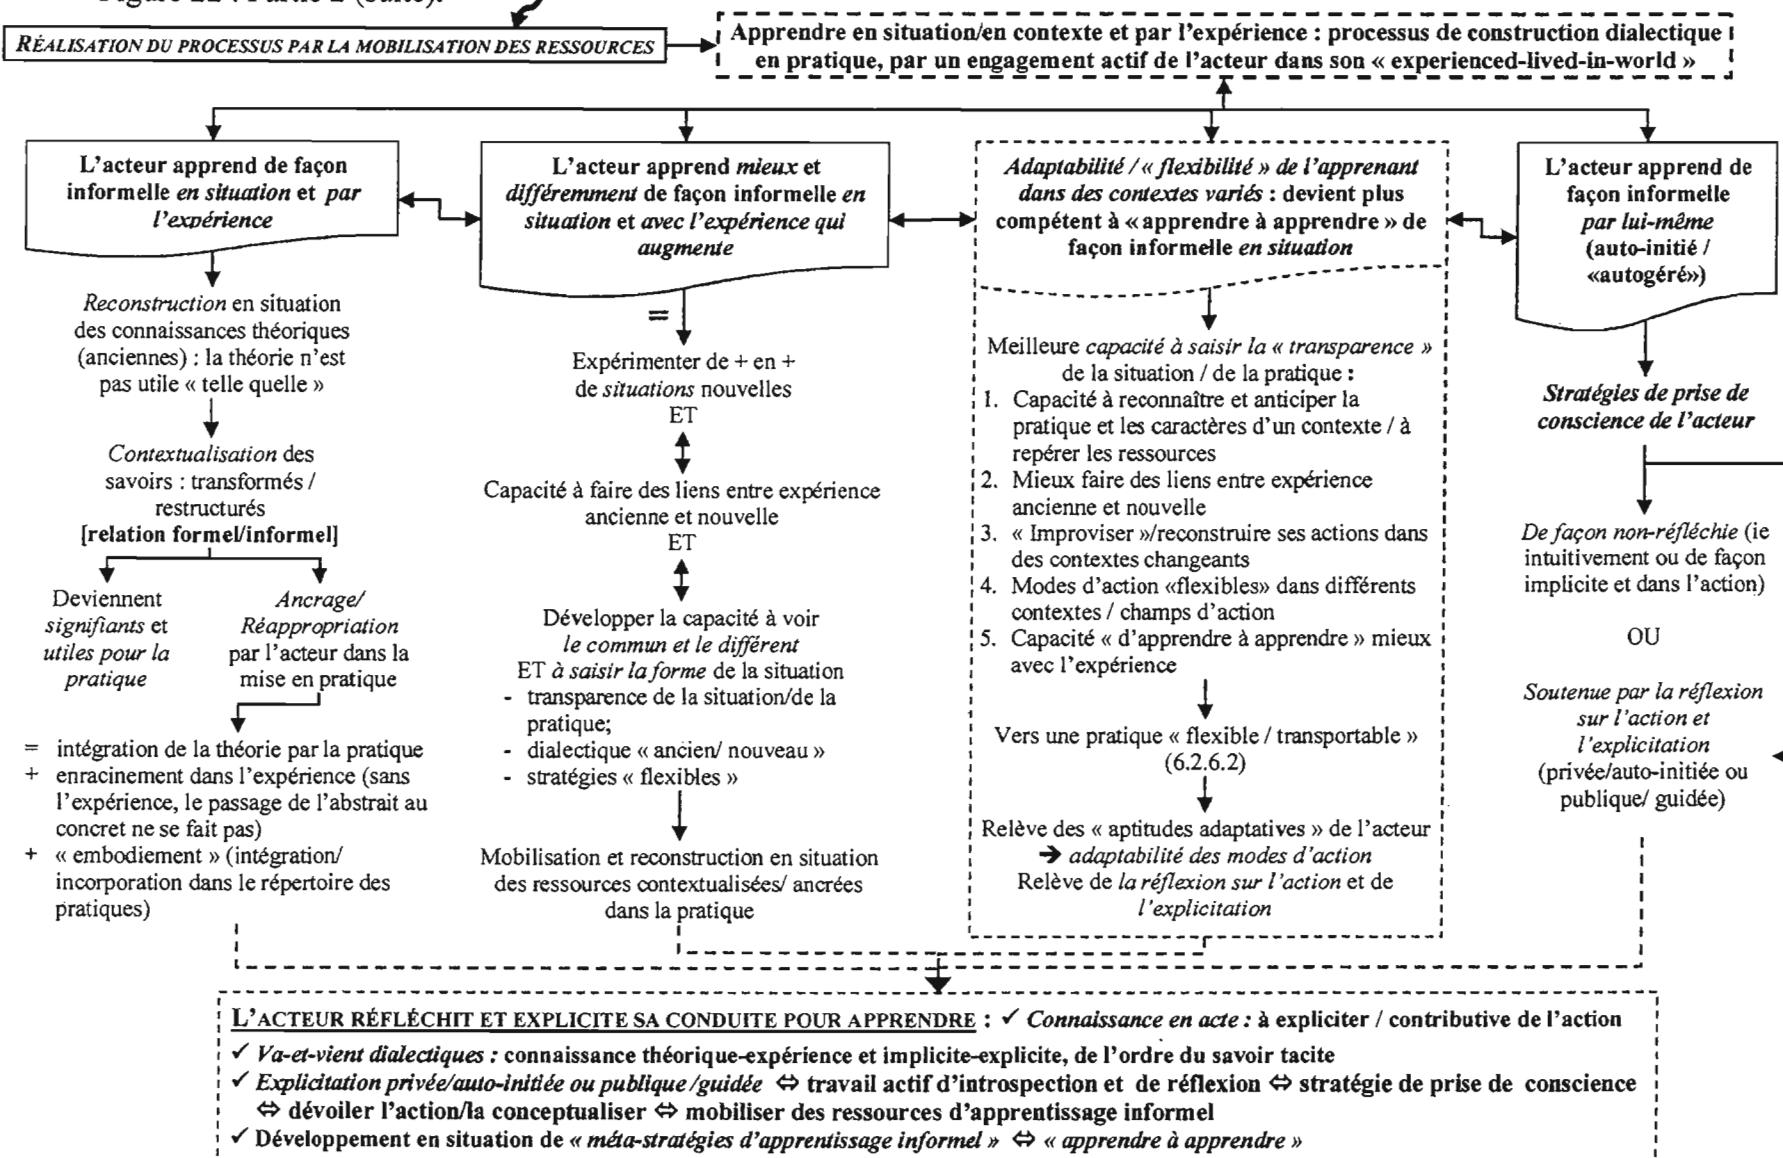 Figure 22 : Partie 2 (suite).
RÉALISATION DU PROCESSUS PAR LA MOBILISATION DES RESSOURCES
Apprendre en situation/en contexte et par l'expérience : processus de construction dialectique
en pratique, par un engagement actif de l'acteur dans son « experienced-lived-in-world »
L'acteur apprend de façon
informelle en situation et par
l'expérience
Reconstruction en situation
des connaissances théoriques
(anciennes) : la théorie n'est
pas utile « telle quelle »
Contextualisation des
savoirs : transformés /
restructurés
[relation formel/informel]
Deviennent
signifiants et
utiles pour la
pratique
Ancrage/
Réappropriation
par l'acteur dans la
mise en pratique
= intégration de la théorie par la pratique
+ enracinement dans l'expérience (sans
l'expérience, le passage de l'abstrait au
concret ne se fait pas)
+ « embodiement » (intégration/
incorporation dans le répertoire des
pratiques)
L'acteur apprend mieux et
différemment de façon informelle en
situation et avec l'expérience qui
augmente
=
Expérimenter de + en +
de situations nouvelles
ET
Capacité à faire des liens entre expérience
ancienne et nouvelle
ET
Développer la capacité à voir
le commun et le différent
ET à saisir la forme de la situation
- transparence de la situation/de la
pratique;
- dialectique « ancien/ nouveau »
- stratégies « flexibles »
Mobilisation et reconstruction en situation
des ressources contextualisées/ ancrées
dans la pratique
Adaptabilité / « flexibilité » de l'apprenant
dans des contextes variés : devient plus
compétent à « apprendre à apprendre » de
façon informelle en situation
Meilleure capacité à saisir la « transparence »
de la situation / de la pratique :
1. Capacité à reconnaître et anticiper la
pratique et les caractères d'un contexte / à
repérer les ressources
2. Mieux faire des liens entre expérience
ancienne et nouvelle
3. « Improviser »/reconstruire ses actions dans
des contextes changeants
4. Modes d'action «flexibles» dans différents
contextes / champs d'action
5. Capacité « d'apprendre à apprendre » mieux
avec l'expérience
Vers une pratique « flexible / transportable »
(6.2.6.2)
Relève des « aptitudes adaptatives » de l'acteur
➔ adaptabilité des modes d'action
Relève de la réflexion sur l'action et de
l'explicitation
L'acteur apprend de
façon informelle
par lui-même
(auto-initié /
«autogéré»)
Stratégies de prise de
conscience de l'acteur
De façon non-réfléchie (ie
intuitivement ou de façon
implicite et dans l'action)
OU
Soutenue par la réflexion
sur l'action et
l'explicitation
(privée/auto-initiée ou
publique/ guidée)
L'ACTEUR RÉFLÉCHIT ET EXPLICITE SA CONDUITE POUR APPRENDRE : ✓ Connaissance en acte : à expliciter / contributive de l'action
✓ Va-et-vient dialectiques : connaissance théorique-expérience et implicite-explicite, de l'ordre du savoir tacite
✓ Explicitation privée/auto-initiée ou publique /guidée ⇔ travail actif d'introspection et de réflexion ⇔ stratégie de prise de conscience
⇔ dévoiler l'action/la conceptualiser ⇔ mobiliser des ressources d'apprentissage informel
✓ Développement en situation de « méta-stratégies d'apprentissage informel » ⇔ « apprendre à apprendre »